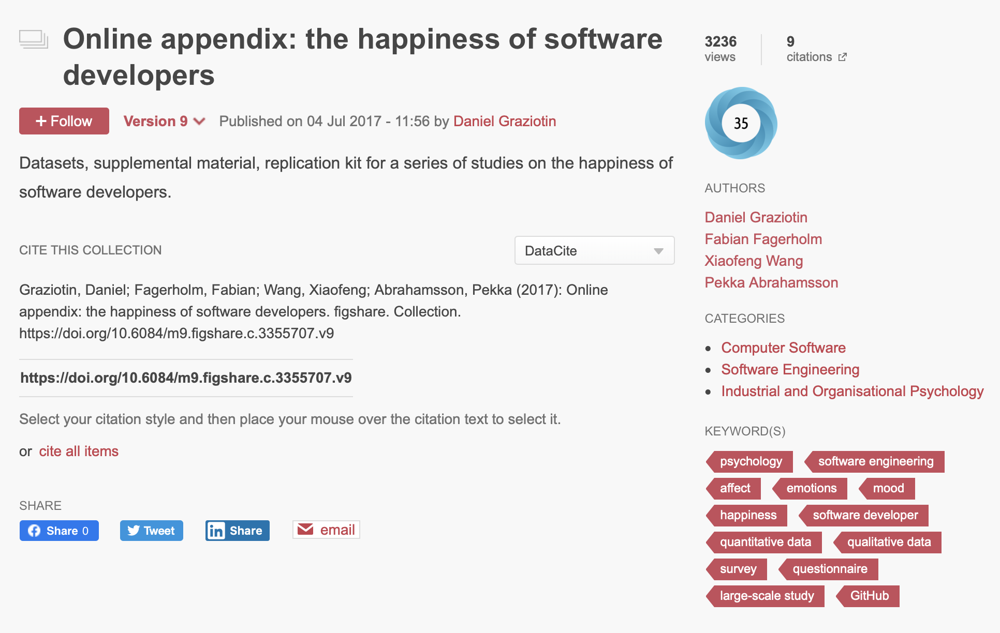 Online appendix: the happiness of software
developers
+ Follow
Version 9
Published on 04 Jul 2017 - 11:56 by Daniel Graziotin
Datasets, supplemental material, replication kit for a series of studies on the happiness of
software developers.
CITE THIS COLLECTION
DataCite
Graziotin, Daniel; Fagerholm, Fabian; Wang, Xiaofeng; Abrahamsson, Pekka (2017): Online
appendix: the happiness of software developers. figshare. Collection.
https://doi.org/10.6084/m9.figshare.c.3355707.v9
https://doi.org/10.6084/m9.figshare.c.3355707.v9
Select your citation style and then place your mouse over the citation text to select it.
or cite all items
SHARE
Share 0
Tweet
in Share
email
3236
views
9
citations
35
AUTHORS
Daniel Graziotin
Fabian Fagerholm
Xiaofeng Wang
Pekka Abrahamsson
CATEGORIES
• Computer Software
• Software Engineering
• Industrial and Organisational Psychology
KEYWORD(S)
psychology software engineering
affect emotions mood
happiness software developer
quantitative data qualitative data
survey questionnaire
large-scale study GitHub